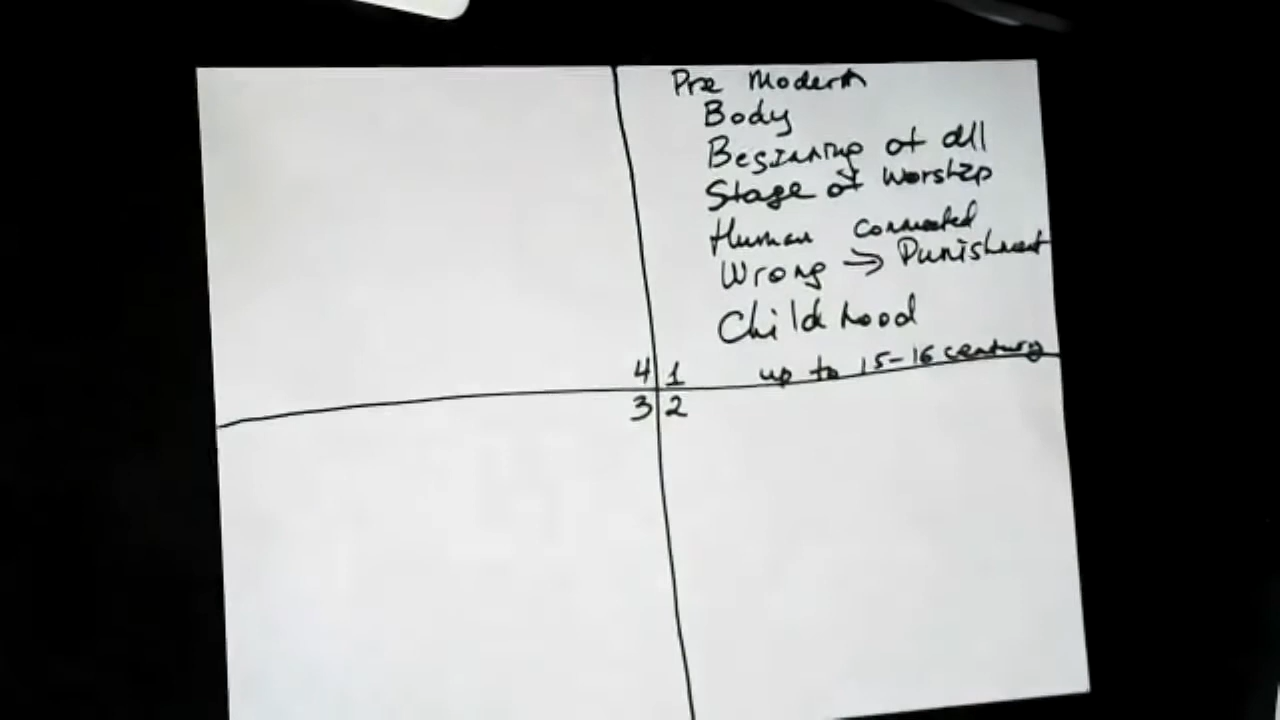 Pre Modern
Body
Beginning of all
Stage of Worship
Human connected
Wrong → Punishment
Childhood
up to 15-16 century
4 1
3 2